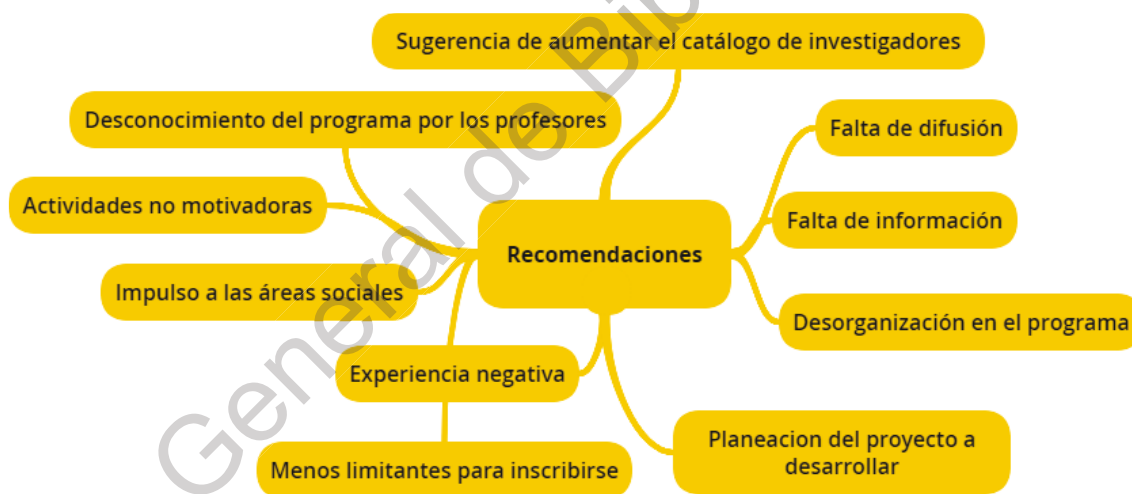 Sugerencia de aumentar el catálogo de investigadores
Desconocimiento del programa por los profesores
Falta de difusión
Actividades no motivadoras
Falta de información
Recomendaciones
Impulso a las áreas sociales
Desorganización en el programa
Experiencia negativa
Planeacion del proyecto a
desarrollar
Menos limitantes para inscribirse
General de Bib